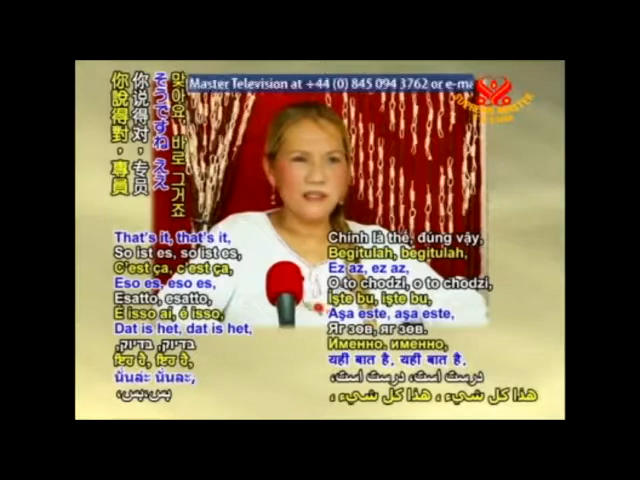 Master Television at +44 (0) 845 094 3762 or e-ma
SUPREME MASTER
맞아요, 바로 그거죠
そうですね ええ
你说得对，专员
你說得對，專員
That's it, that's it,
So ist es, so ist es,
C'est ça, c'est ça,
Eso es, eso es,
Esatto, esatto,
É isso aí, é isso,
Dat is het, dat is het,
בדיוק, בדיוק,
ਇਹ ਹੈ, ਇਹ ਹੈ,
นั่นล่ะ นั่นละ,
بس،بس،
Chính là thế, đúng vậy,
Begitulah, begitulah,
Ez az, ez az,
O to chodzi, o to chodzi,
İşte bu, işte bu,
Aşa este, aşa este,
Яг зөв, яг зөв.
Именно. именно,
यही बात है, यही बात है,
درست است، درست است،
هذا كل شيء ، هذا كل شيء ،